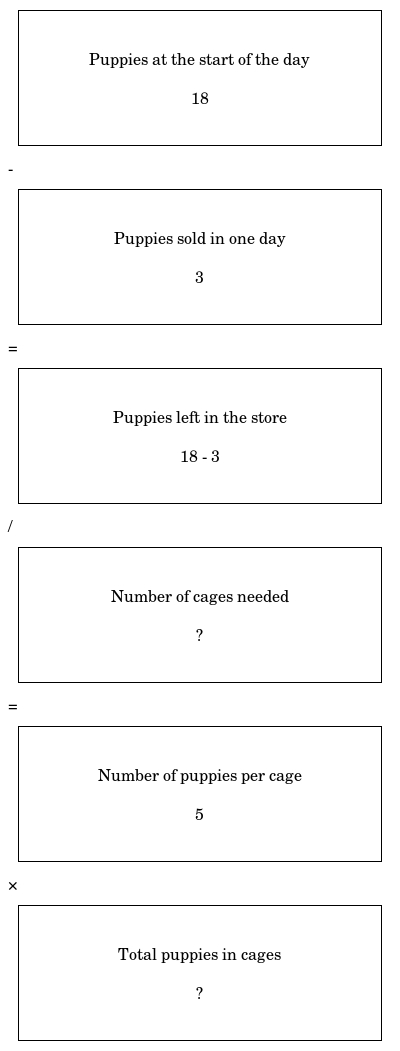 Puppies at the start of the day
18
-
Puppies sold in one day
3
=
Puppies left in the store
18 - 3
/
Number of cages needed
?
=
Number of puppies per cage
5
×
Total puppies in cages
?